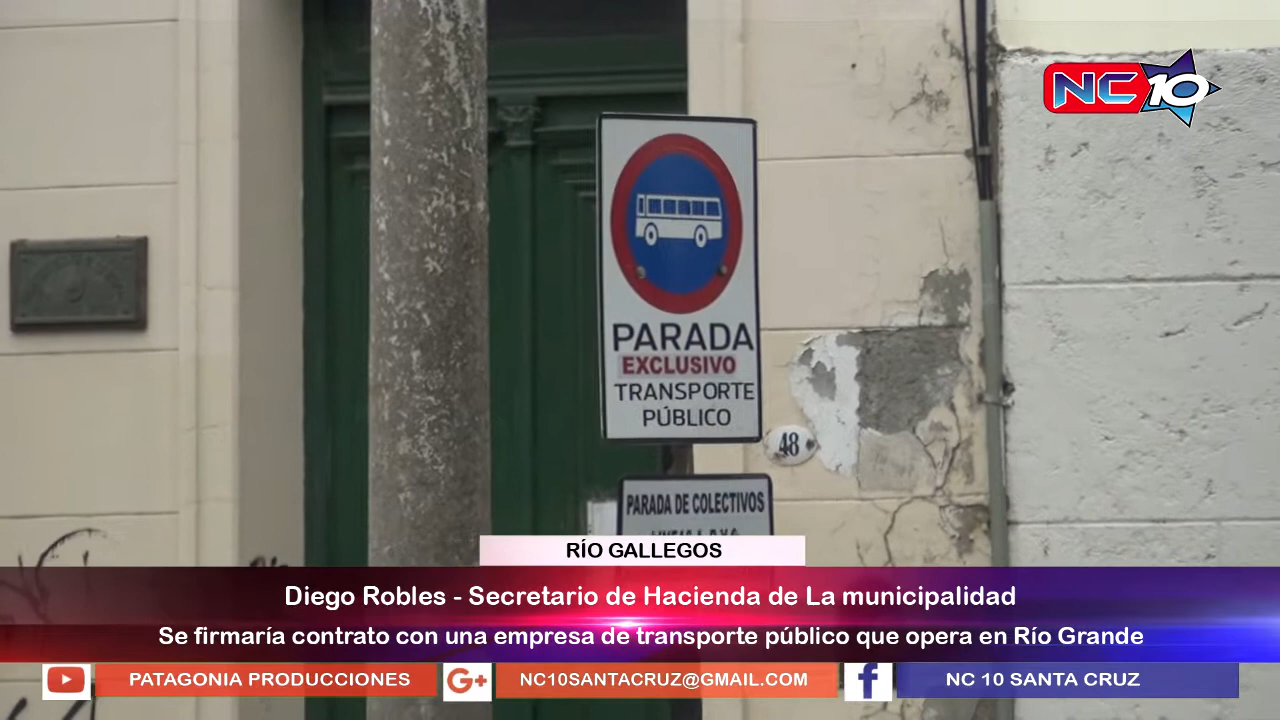 NC10
PARADA
EXCLUSIVO
TRANSPORTE
PÚBLICO
48
PARADA DE COLECTIVOS
RÍO GALLEGOS
Diego Robles - Secretario de Hacienda de La municipalidad
Se firmaría contrato con una empresa de transporte público que opera en Río Grande
PATAGONIA PRODUCCIONES
G+
NC10SANTACRUZ@GMAIL.COM
f
NC 10 SANTA CRUZ